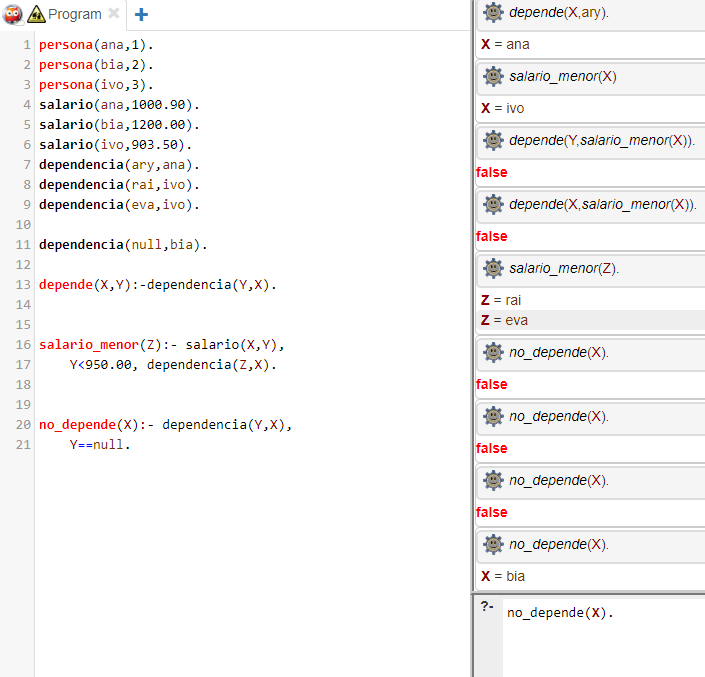 Program
1 persona(ana,1).
2 persona(bia,2).
3 persona(ivo,3).
4 salario(ana,1000.90).
5 salario(bia,1200.00).
6 salario(ivo,903.50).
7 dependencia(ary,ana).
8 dependencia(rai,ivo).
9 dependencia(eva,ivo).
10
11 dependencia(null,bia).
12
13 depende(X,Y):-dependencia(Y,X).
14
15
16 salario_menor(Z):- salario(X,Y),
17 Y<950.00, dependencia(Z,X).
18
19
20 no_depende(X):- dependencia(Y,X),
21 Y==null.
depende(X,ary).
X = ana
salario_menor(X)
X = ivo
depende(Y,salario_menor(X)).
false
depende(X,salario_menor(X)).
false
salario_menor(Z).
Z = rai
Z = eva
no_depende(X).
false
no_depende(X).
false
no_depende(X).
false
no_depende(X).
X = bia
?- no_depende(X).